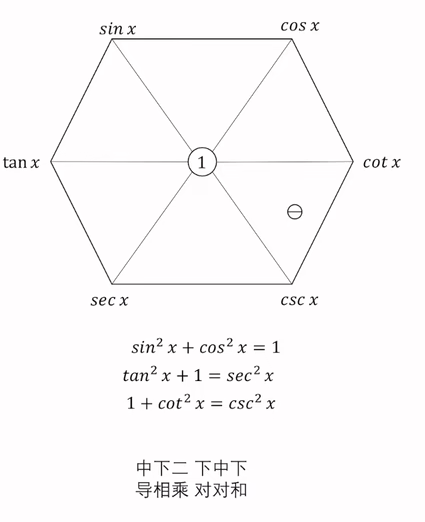 sin x cos x
tan x 1 cot x
⊖
sec x csc x
sin² x + cos² x = 1
tan² x + 1 = sec² x
1 + cot² x = csc² x
中下二 下中下
导相乘 对对和